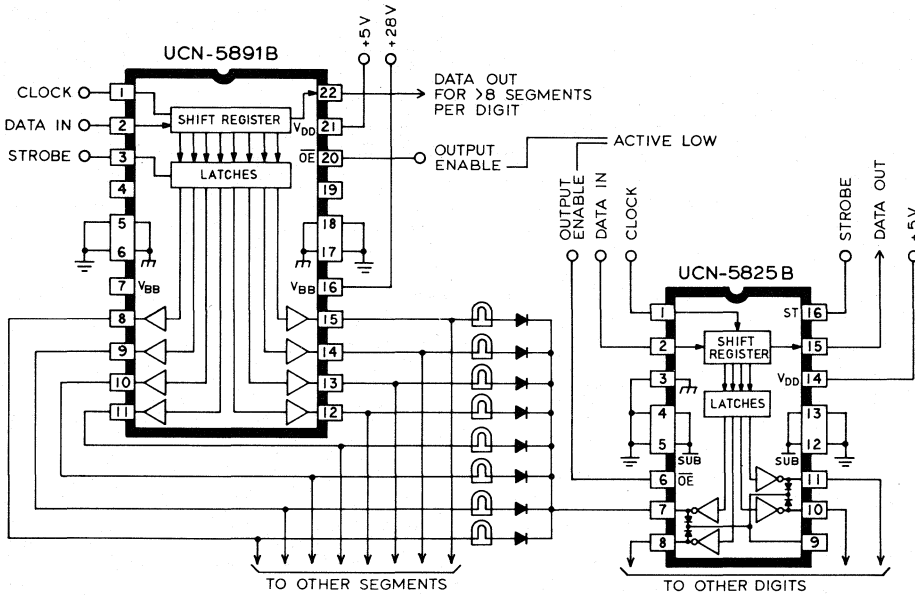 UCN-5891B
+5V
+28V
CLOCK
1
DATA IN
2
STROBE
3
4
5
6
7
V_BB
8
9
10
11
SHIFT REGISTER
LATCHES
22
V_DD
21
OE
20
19
18
17
V_BB
16
15
14
13
12
DATA OUT
FOR >8 SEGMENTS
PER DIGIT
OUTPUT
ENABLE
ACTIVE LOW
TO OTHER SEGMENTS
OUTPUT
ENABLE
DATA IN
CLOCK
STROBE
DATA OUT
+5V
UCN-5825B
1
2
3
4
5
SUB
6
OE
7
8
SHIFT
REGISTER
LATCHES
ST
16
15
V_DD
14
13
12
SUB
11
10
9
TO OTHER DIGITS